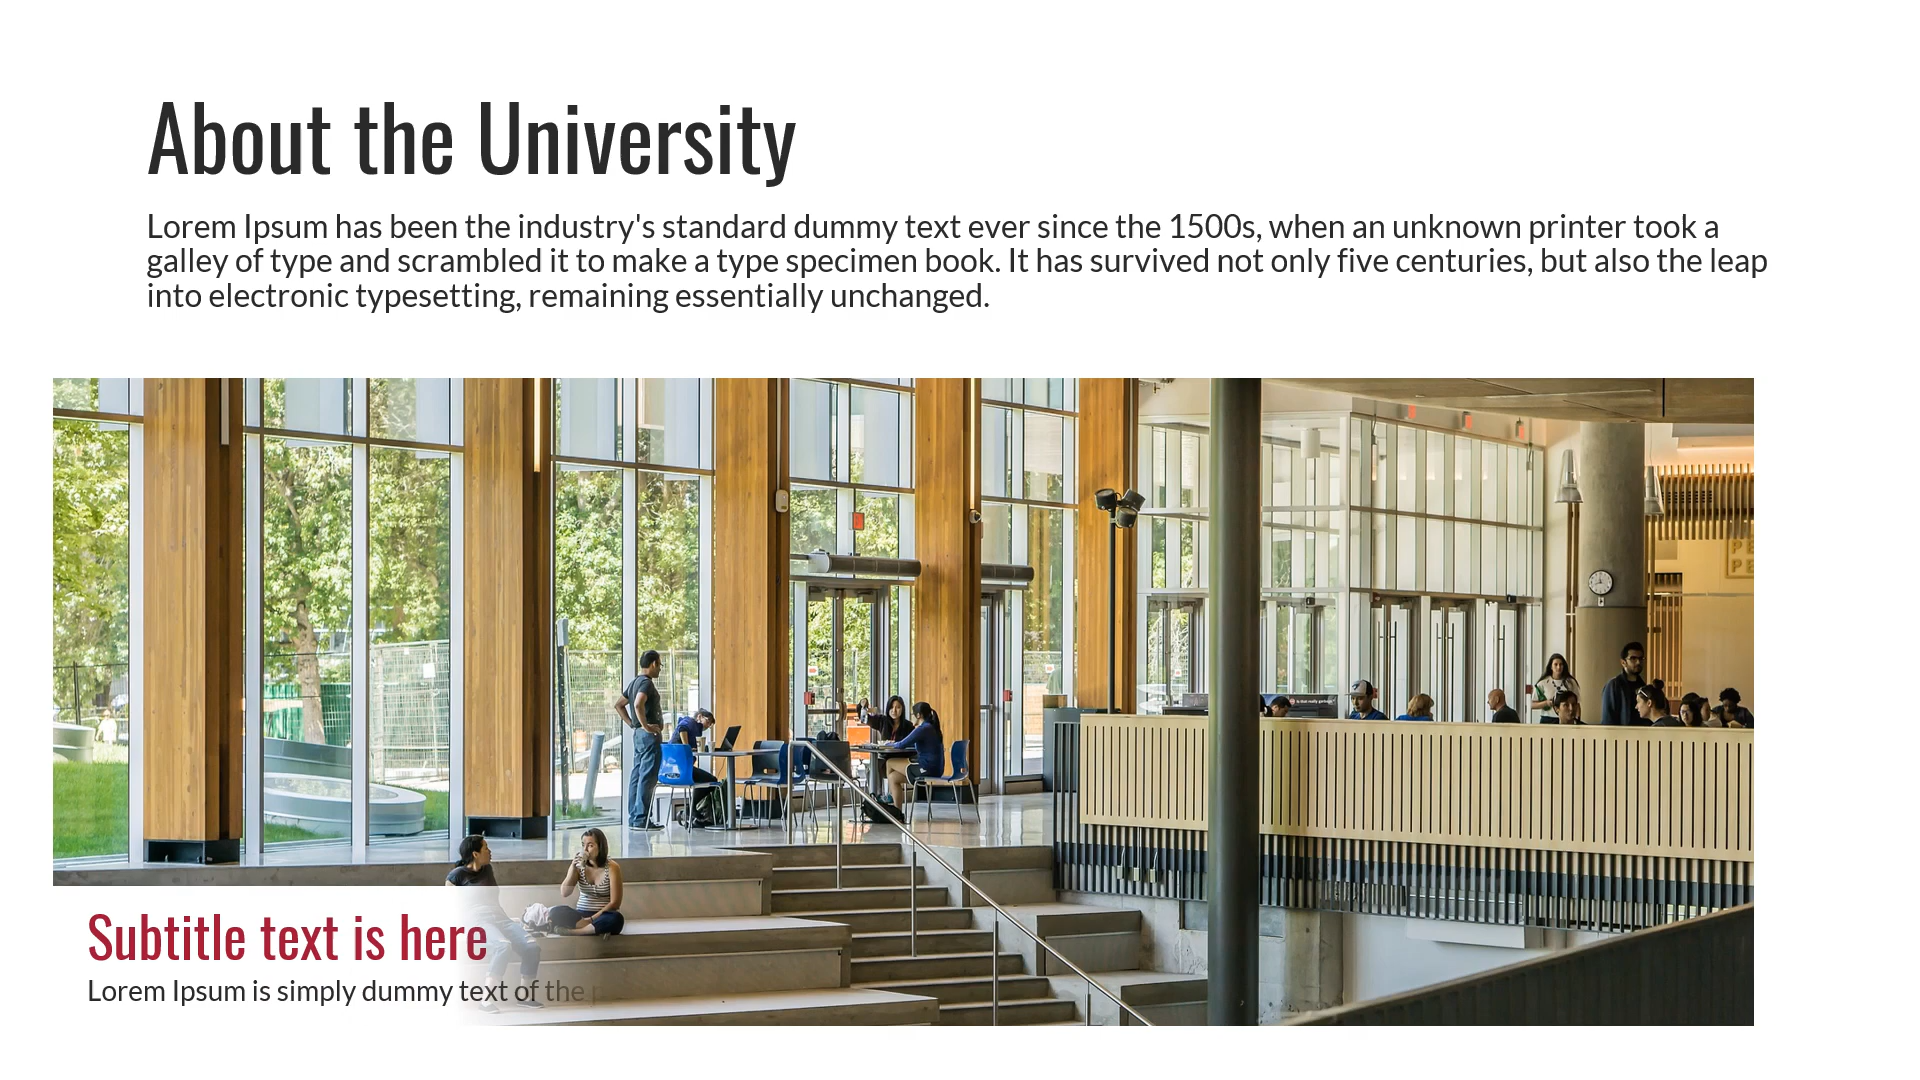 About the University
Lorem Ipsum has been the industry's standard dummy text ever since the 1500s, when an unknown printer took a
galley of type and scrambled it to make a type specimen book. It has survived not only five centuries, but also the leap
into electronic typesetting, remaining essentially unchanged.
PE
PE
Subtitle text is here
Lorem Ipsum is simply dummy text of the